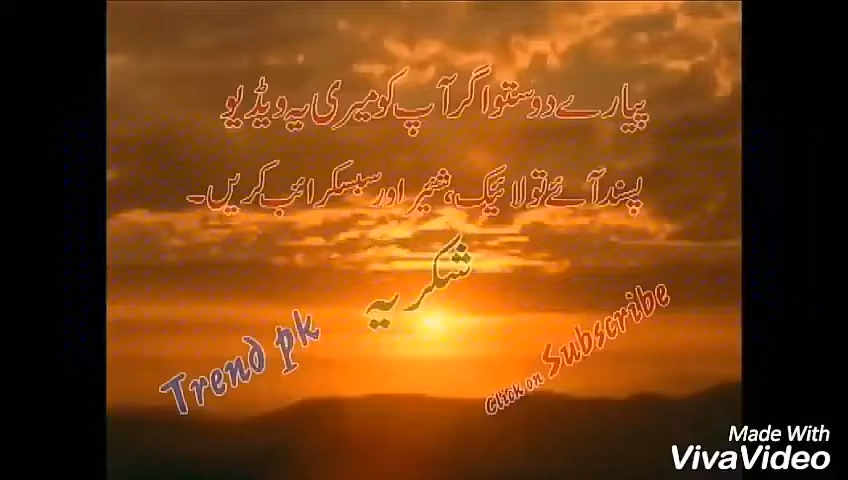 پیارے دوستو اگر آپ کو میری یہ ویڈیو
پسند آئے تو لائیک، شئیر اور سبسکرائب کریں۔
شکریہ
Trend pk
Click on Subscribe
Made With
VivaVideo